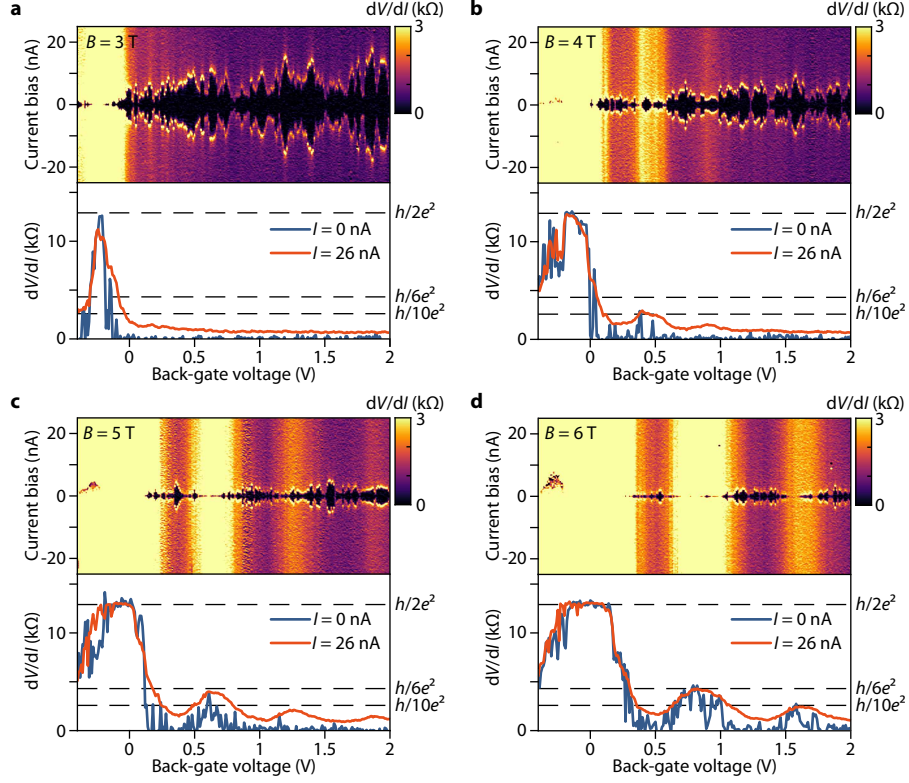 a
dV/dI (kΩ)
B = 3 T
3
0
20
0
-20
Current bias (nA)
h/2e²
h/6e²
h/10e²
I = 0 nA
I = 26 nA
10
0
dV/dI (kΩ)
0 0.5 1 1.5 2
Back-gate voltage (V)
b
dV/dI (kΩ)
B = 4 T
3
0
20
0
-20
Current bias (nA)
h/2e²
h/6e²
h/10e²
I = 0 nA
I = 26 nA
10
0
dV/dI (kΩ)
0 0.5 1 1.5 2
Back-gate voltage (V)
c
dV/dI (kΩ)
B = 5 T
3
0
20
0
-20
Current bias (nA)
h/2e²
h/6e²
h/10e²
I = 0 nA
I = 26 nA
10
0
dV/dI (kΩ)
0 0.5 1 1.5 2
Back-gate voltage (V)
d
dV/dI (kΩ)
B = 6 T
3
0
20
0
-20
Current bias (nA)
h/2e²
h/6e²
h/10e²
I = 0 nA
I = 26 nA
10
0
dV/dI (kΩ)
0 0.5 1 1.5 2
Back-gate voltage (V)